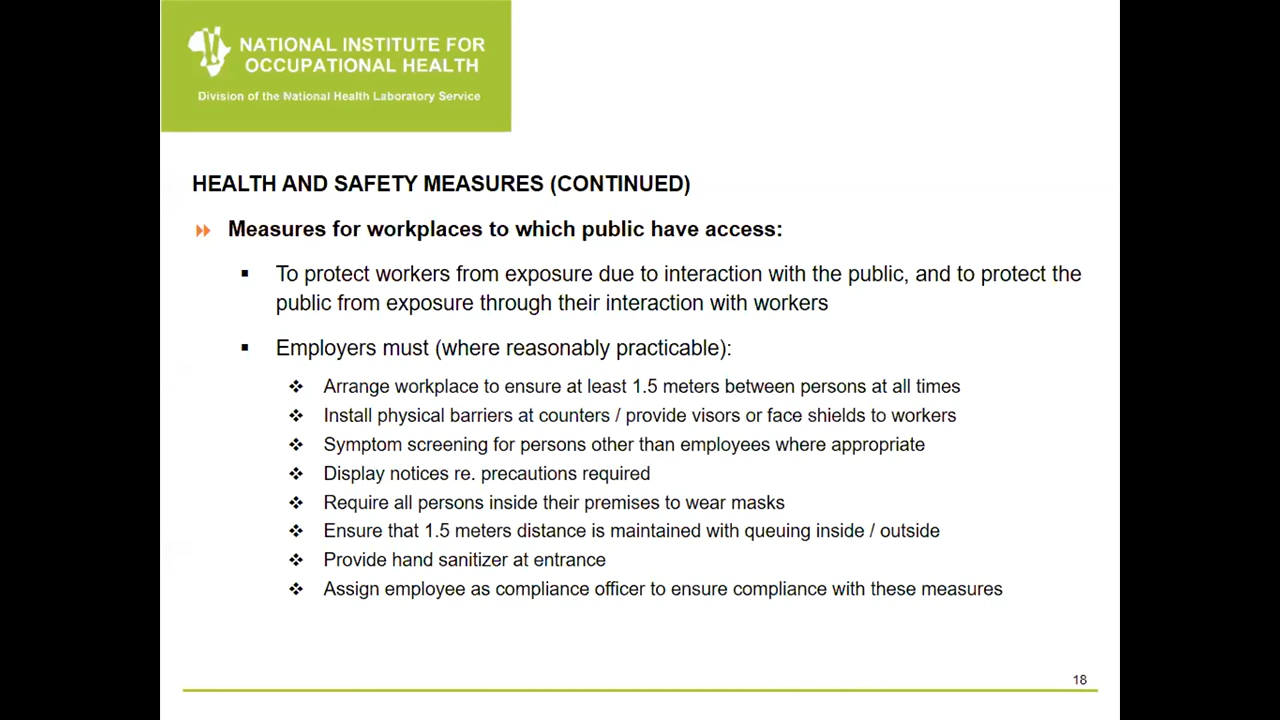 NATIONAL INSTITUTE FOR
OCCUPATIONAL HEALTH
Division of the National Health Laboratory Service
HEALTH AND SAFETY MEASURES (CONTINUED)
Measures for workplaces to which public have access:
To protect workers from exposure due to interaction with the public, and to protect the
public from exposure through their interaction with workers
Employers must (where reasonably practicable):
Arrange workplace to ensure at least 1.5 meters between persons at all times
Install physical barriers at counters / provide visors or face shields to workers
Symptom screening for persons other than employees where appropriate
Display notices re. precautions required
Require all persons inside their premises to wear masks
Ensure that 1.5 meters distance is maintained with queuing inside / outside
Provide hand sanitizer at entrance
Assign employee as compliance officer to ensure compliance with these measures
18